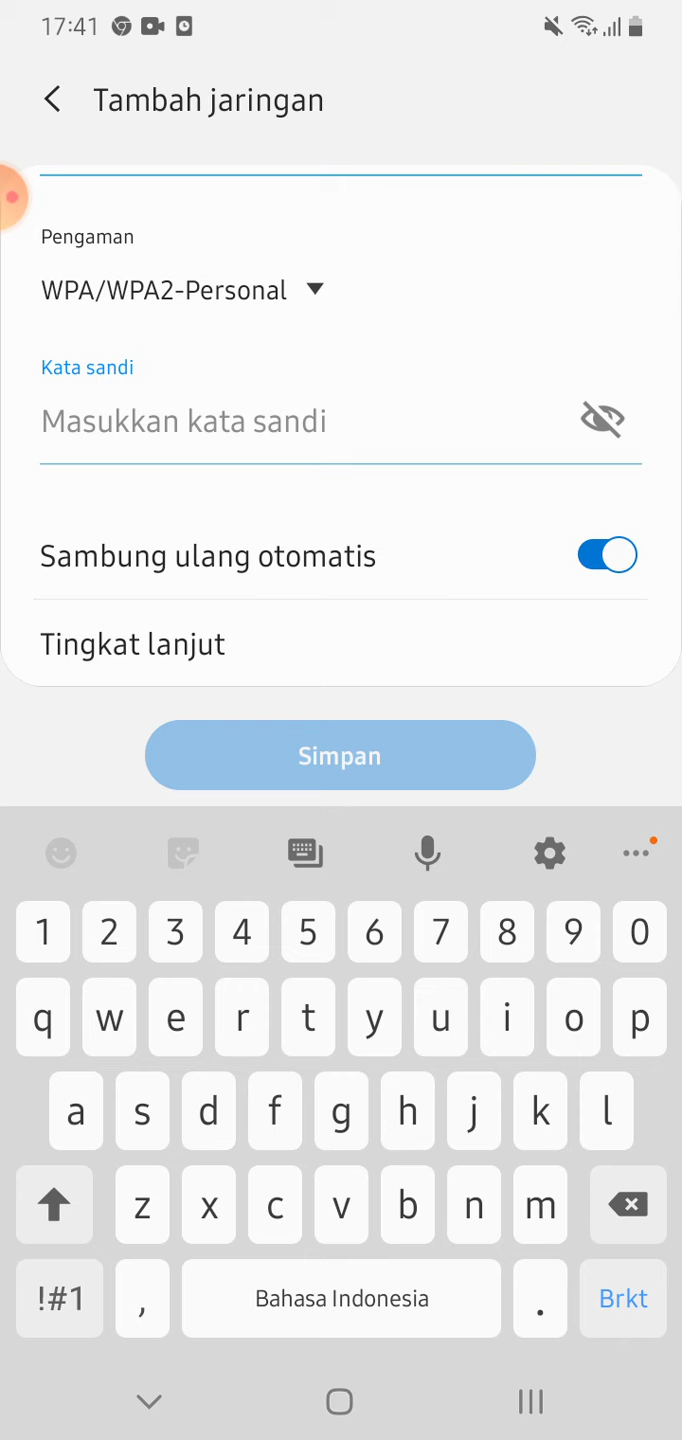 17:41
Tambah jaringan
Pengaman
WPA/WPA2-Personal
Kata sandi
Masukkan kata sandi
Sambung ulang otomatis
Tingkat lanjut
Simpan
1 2 3 4 5 6 7 8 9 0
q w e r t y u i o p
a s d f g h j k l
z x c v b n m
!#1 , Bahasa Indonesia . Brkt